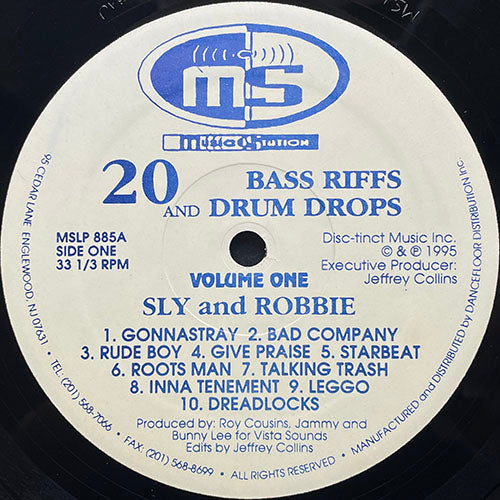 MS
Music Station
20 BASS RIFFS
AND DRUM DROPS
MSLP 885A
SIDE ONE
33 1/3 RPM
Disc-tinct Music Inc.
© & ℗ 1995
Executive Producer:
Jeffrey Collins
VOLUME ONE
SLY and ROBBIE
1. GONNASTRAY 2. BAD COMPANY
3. RUDE BOY 4. GIVE PRAISE 5. STARBEAT
6. ROOTS MAN 7. TALKING TRASH
8. INNA TENEMENT 9. LEGGO
10. DREADLOCKS
Produced by: Roy Cousins, Jammy and
Bunny Lee for Vista Sounds
Edits by Jeffrey Collins
95 CEDAR LANE, ENGLEWOOD, NJ 07631 • TEL: (201) 568-7066 • FAX: (201) 568-8699 • MANUFACTURED and DISTRIBUTED by DANCEFLOOR DISTRIBUTION Inc.